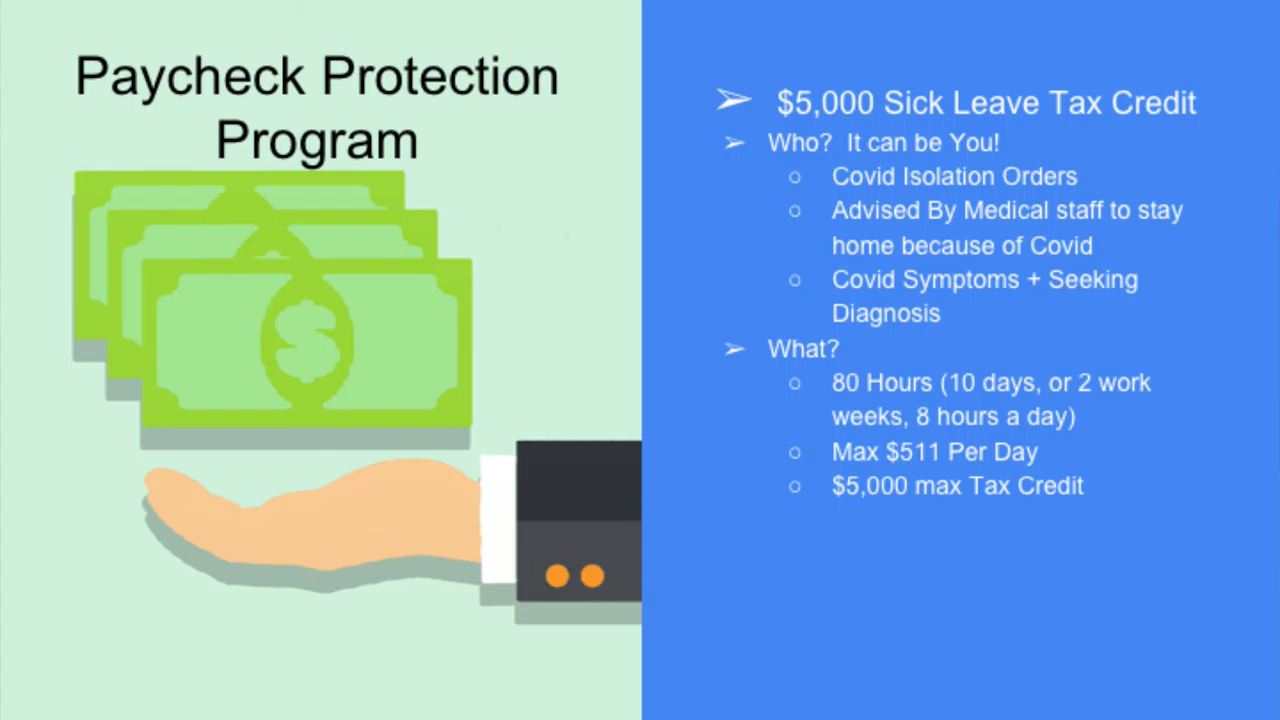 Paycheck Protection
Program
➢ $5,000 Sick Leave Tax Credit
➢ Who?  It can be You!
○ Covid Isolation Orders
○ Advised By Medical staff to stay
home because of Covid
○ Covid Symptoms + Seeking
Diagnosis
➢ What?
○ 80 Hours (10 days, or 2 work
weeks, 8 hours a day)
○ Max $511 Per Day
○ $5,000 max Tax Credit